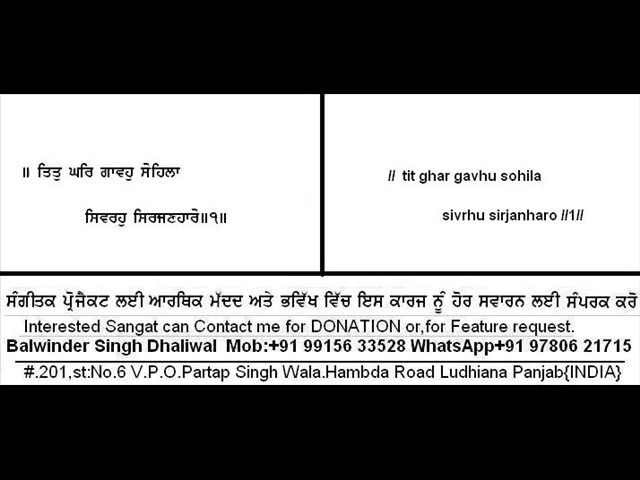 ॥ ਤਿਤੁ ਘਰਿ ਗਾਵਹੁ ਸੋਹਿਲਾ
ਸਿਵਰਹੁ ਸਿਰਜਣਹਾਰੋ॥੧॥
// tit ghar gavhu sohila
sivrhu sirjanharo //1//
ਸੰਗੀਤਕ ਪ੍ਰੋਜੈਕਟ ਲਈ ਆਰਥਿਕ ਮੱਦਦ ਅਤੇ ਭਵਿੱਖ ਵਿੱਚ ਇਸ ਕਾਰਜ ਨੂੰ ਹੋਰ ਸਵਾਰਨ ਲਈ ਸੰਪਰਕ ਕਰੋ
Interested Sangat can Contact me for DONATION or,for Feature request.
Balwinder Singh Dhaliwal Mob:+91 99156 33528 WhatsApp+91 97806 21715
#.201,st:No.6 V.P.O.Partap Singh Wala.Hambda Road Ludhiana Panjab{INDIA}